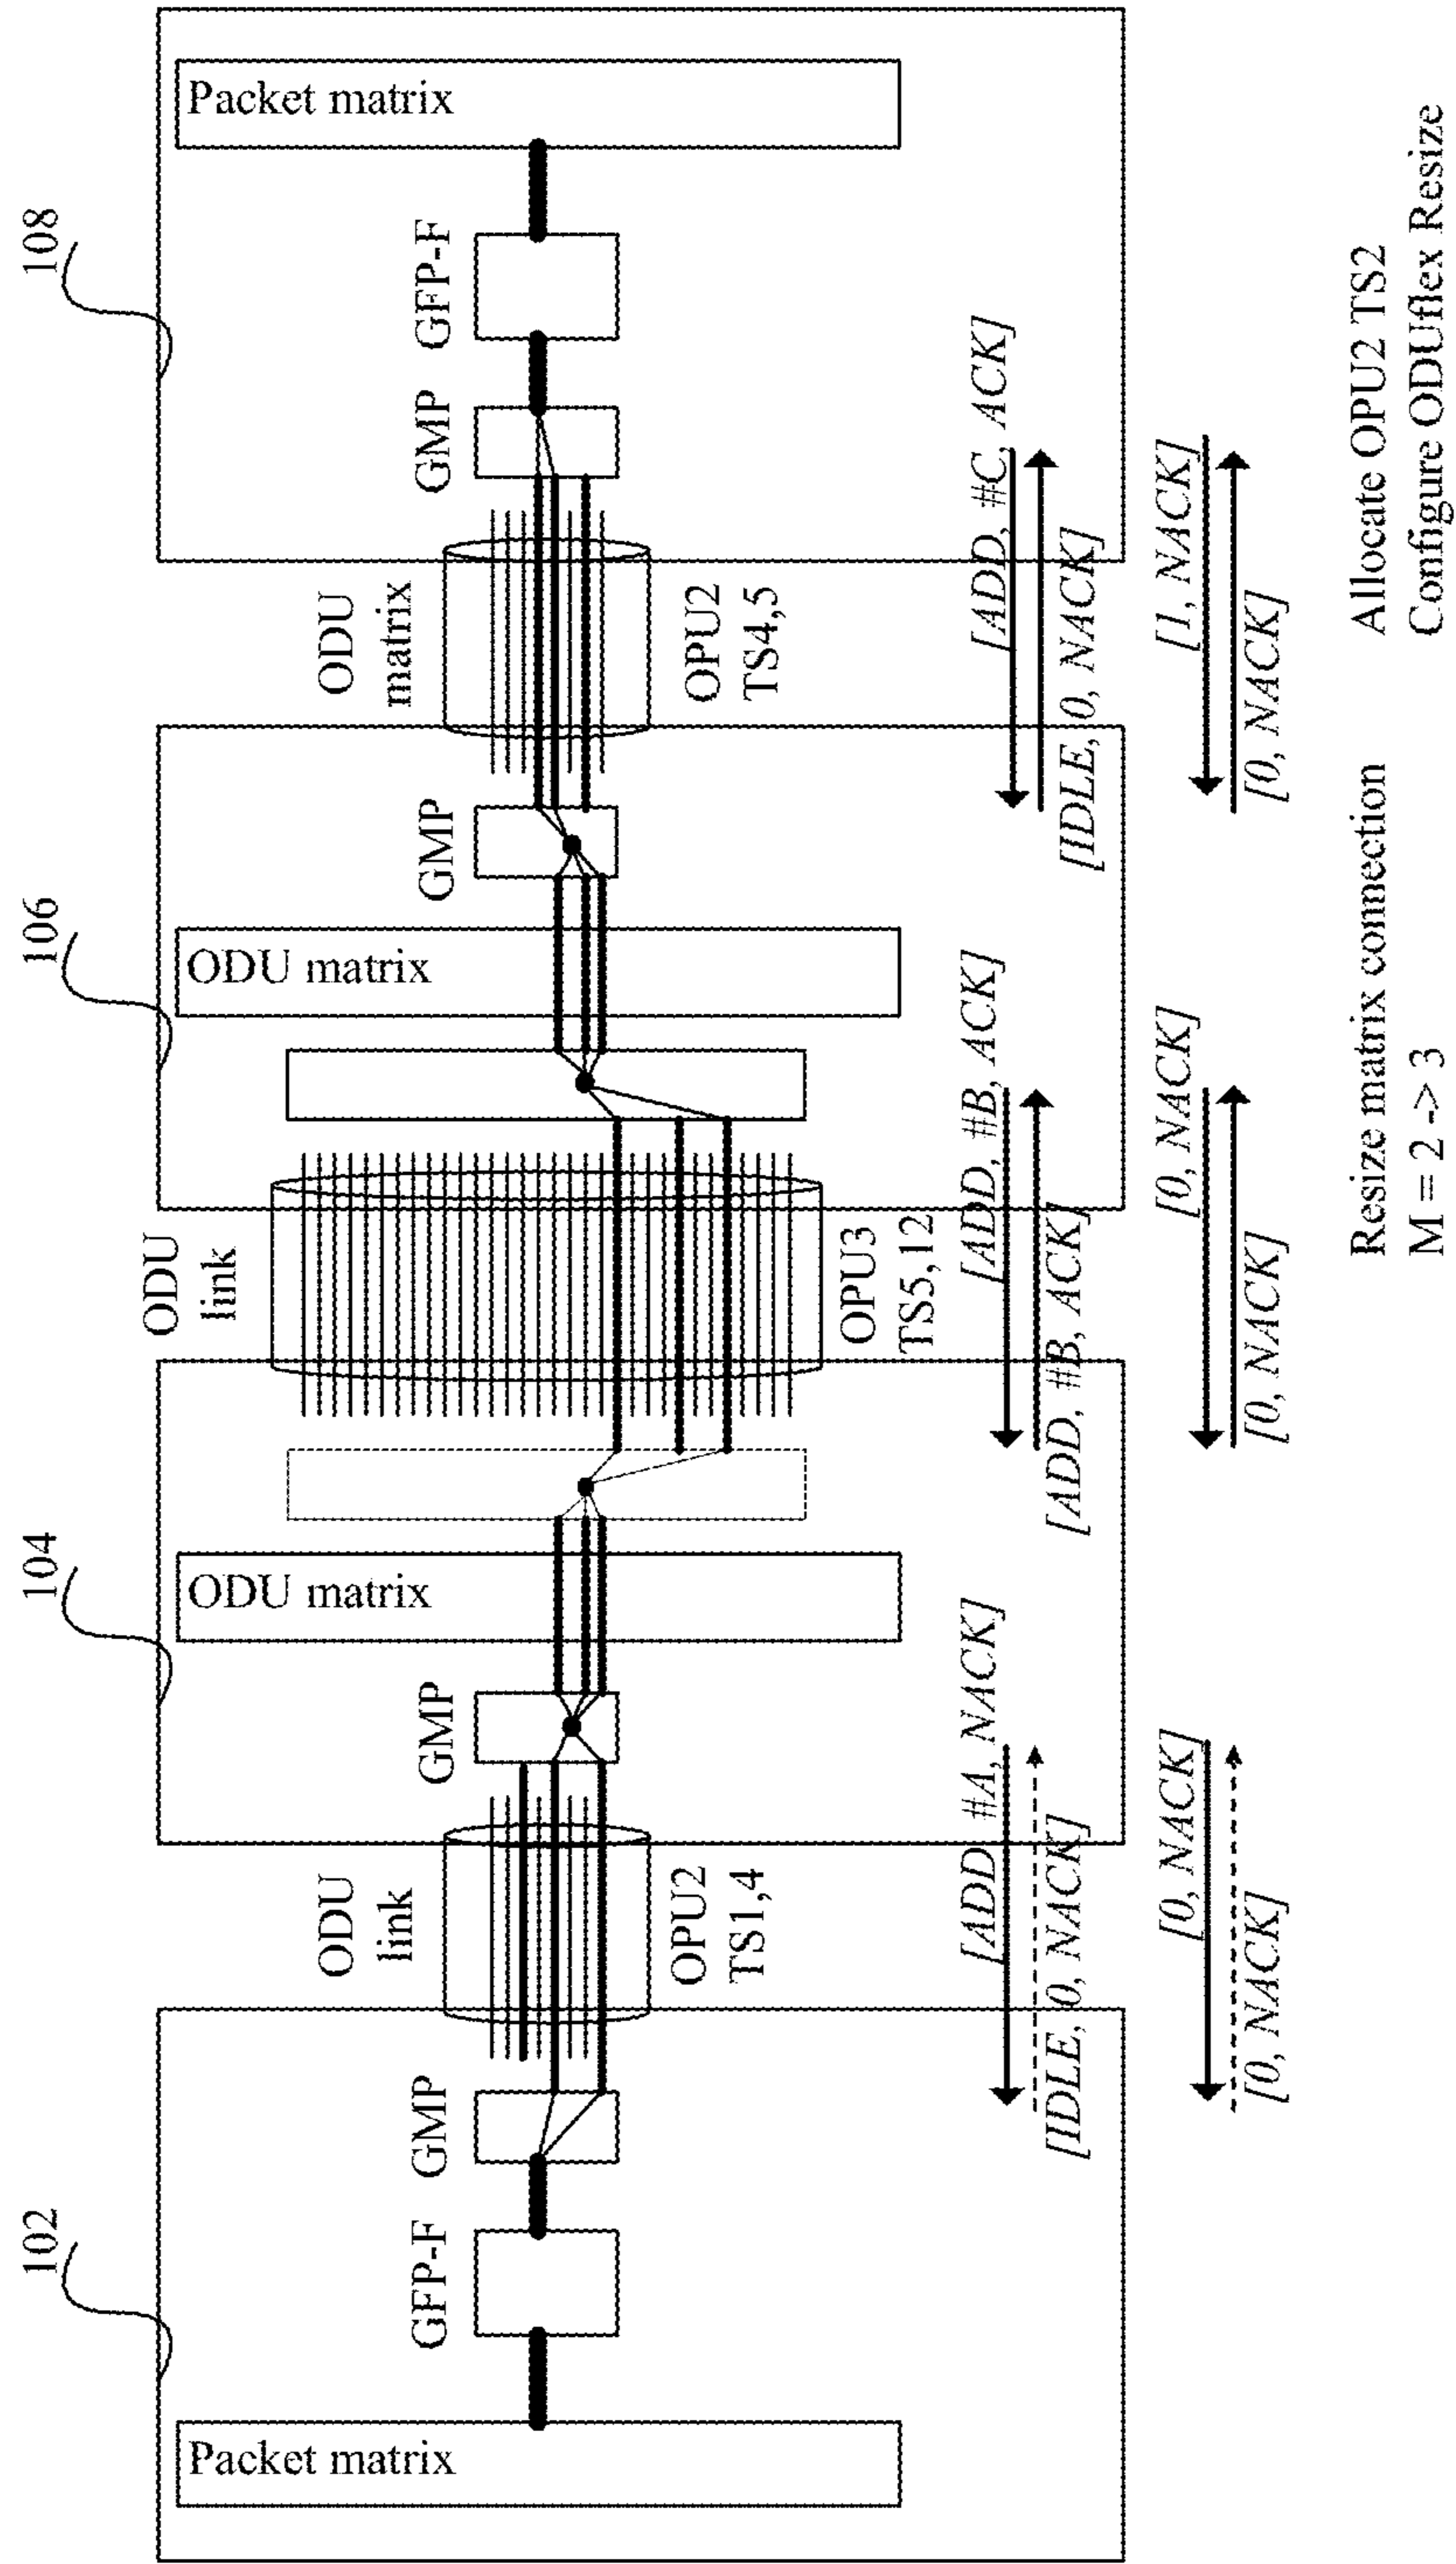 102
104
106
108
Packet matrix
GFP-F
GMP
ODU
link
OPU2
TS1,4
GMP
ODU matrix
ODU
link
OPU3
TS5,12
ODU matrix
GMP
ODU
matrix
OPU2
TS4,5
GMP
GFP-F
Packet matrix
[ADD #A, NACK]
[IDLE, 0, NACK]
[ADD, #B, ACK]
[ADD, #B, ACK]
[ADD, #C, ACK]
[IDLE, 0, NACK]
[0, NACK]
[0, NACK]
[0, NACK]
[0, NACK]
[1, NACK]
[0, NACK]
Resize matrix connection
M = 2 -> 3
Allocate OPU2 TS2
Configure ODUflex Resize